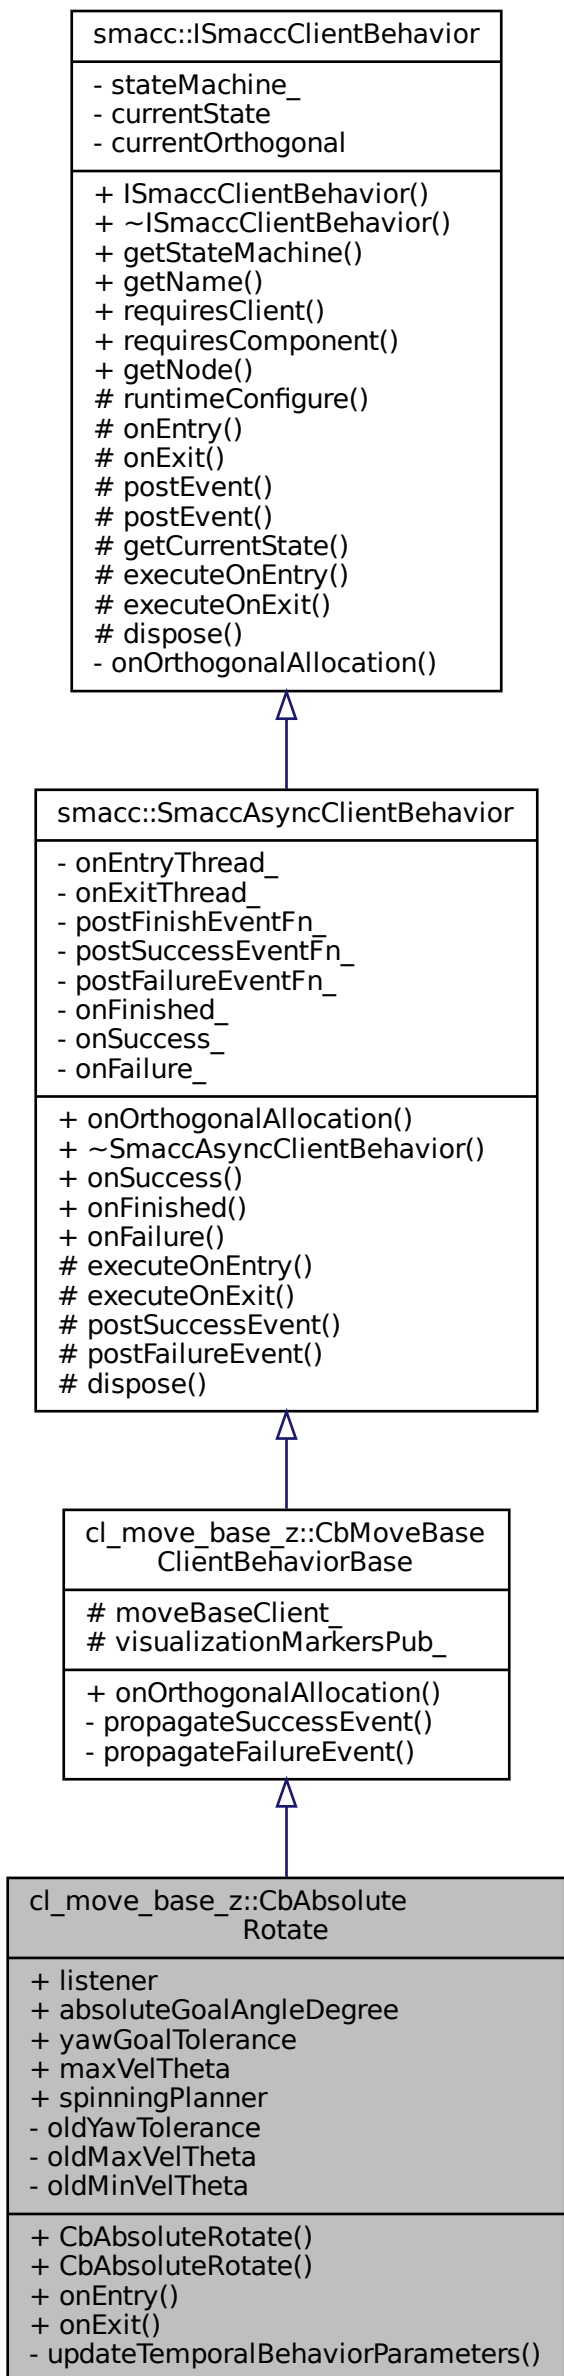 smacc::ISmaccClientBehavior
- stateMachine_
- currentState
- currentOrthogonal
+ ISmaccClientBehavior()
+ ~ISmaccClientBehavior()
+ getStateMachine()
+ getName()
+ requiresClient()
+ requiresComponent()
+ getNode()
# runtimeConfigure()
# onEntry()
# onExit()
# postEvent()
# postEvent()
# getCurrentState()
# executeOnEntry()
# executeOnExit()
# dispose()
- onOrthogonalAllocation()
smacc::SmaccAsyncClientBehavior
- onEntryThread_
- onExitThread_
- postFinishEventFn_
- postSuccessEventFn_
- postFailureEventFn_
- onFinished_
- onSuccess_
- onFailure_
+ onOrthogonalAllocation()
+ ~SmaccAsyncClientBehavior()
+ onSuccess()
+ onFinished()
+ onFailure()
# executeOnEntry()
# executeOnExit()
# postSuccessEvent()
# postFailureEvent()
# dispose()
cl_move_base_z::CbMoveBase
ClientBehaviorBase
# moveBaseClient_
# visualizationMarkersPub_
+ onOrthogonalAllocation()
- propagateSuccessEvent()
- propagateFailureEvent()
cl_move_base_z::CbAbsolute
Rotate
+ listener
+ absoluteGoalAngleDegree
+ yawGoalTolerance
+ maxVelTheta
+ spinningPlanner
- oldYawTolerance
- oldMaxVelTheta
- oldMinVelTheta
+ CbAbsoluteRotate()
+ CbAbsoluteRotate()
+ onEntry()
+ onExit()
- updateTemporalBehaviorParameters()